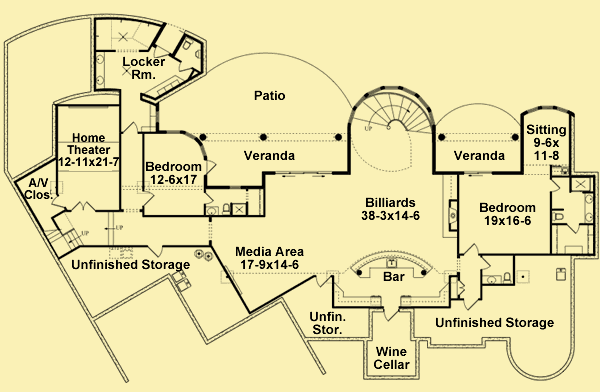 Locker
Rm.
Patio
UP
Sitting
9-6x
11-8
Home
Theater
12-11x21-7
Veranda
Veranda
Bedroom
12-6x17
A/V
Clos.
Billiards
38-3x14-6
Bedroom
19x16-6
UP
UP
Media Area
17-9x14-6
Unfinished Storage
Bar
Unfin.
Stor.
Unfinished Storage
Wine
Cellar